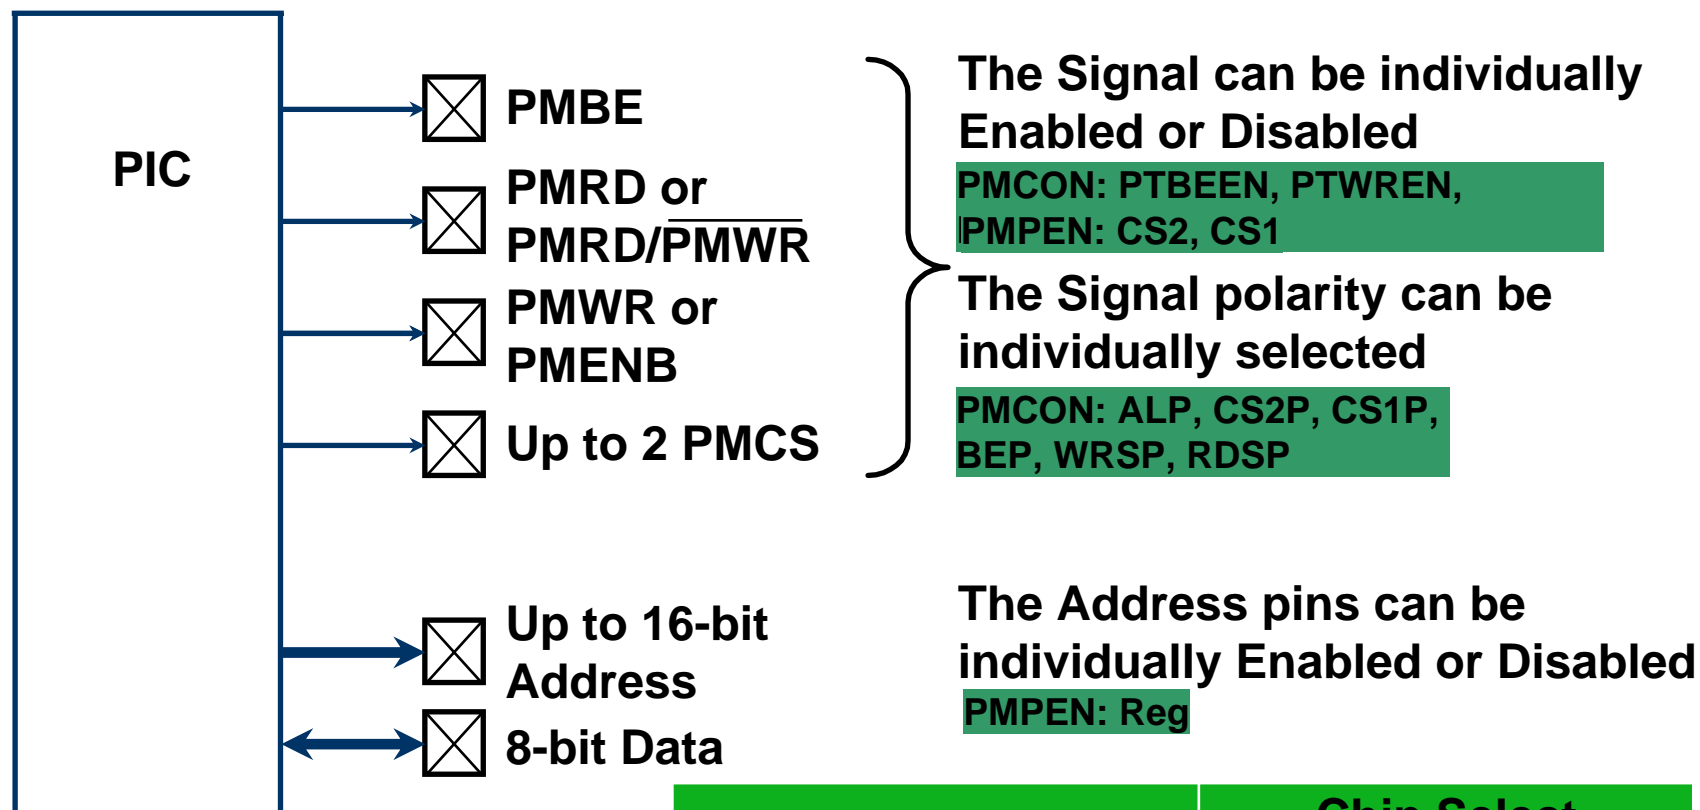 PIC
PMBE
PMRD or
PMRD/P̅M̅W̅R̅
PMWR or
PMENB
Up to 2 PMCS
Up to 16-bit
Address
8-bit Data
The Signal can be individually
Enabled or Disabled
PMCON: PTBEEN, PTWREN,
PMPEN: CS2, CS1
The Signal polarity can be
individually selected
PMCON: ALP, CS2P, CS1P,
BEP, WRSP, RDSP
The Address pins can be
individually Enabled or Disabled
PMPEN: Reg
Chip Select